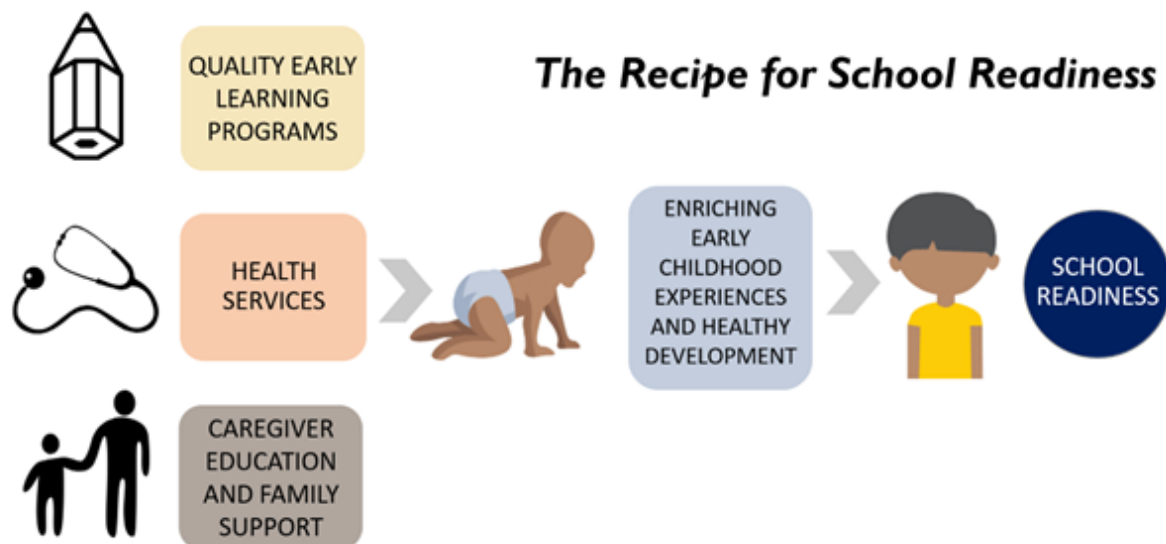 The Recipe for School Readiness
QUALITY EARLY
LEARNING
PROGRAMS
HEALTH
SERVICES
CAREGIVER
EDUCATION
AND FAMILY
SUPPORT
ENRICHING
EARLY
CHILDHOOD
EXPERIENCES
AND HEALTHY
DEVELOPMENT
SCHOOL
READINESS